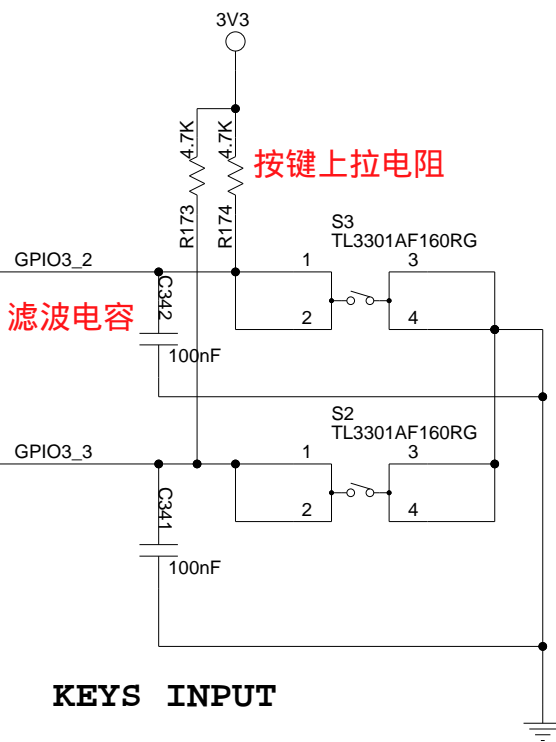 3V3
4.7K
4.7K
按键上拉电阻
R173
R174
S3
TL3301AF160RG
GPIO3_2
1
3
滤波电容
C342
2
4
100nF
S2
TL3301AF160RG
GPIO3_3
1
3
C341
2
4
100nF
KEYS INPUT